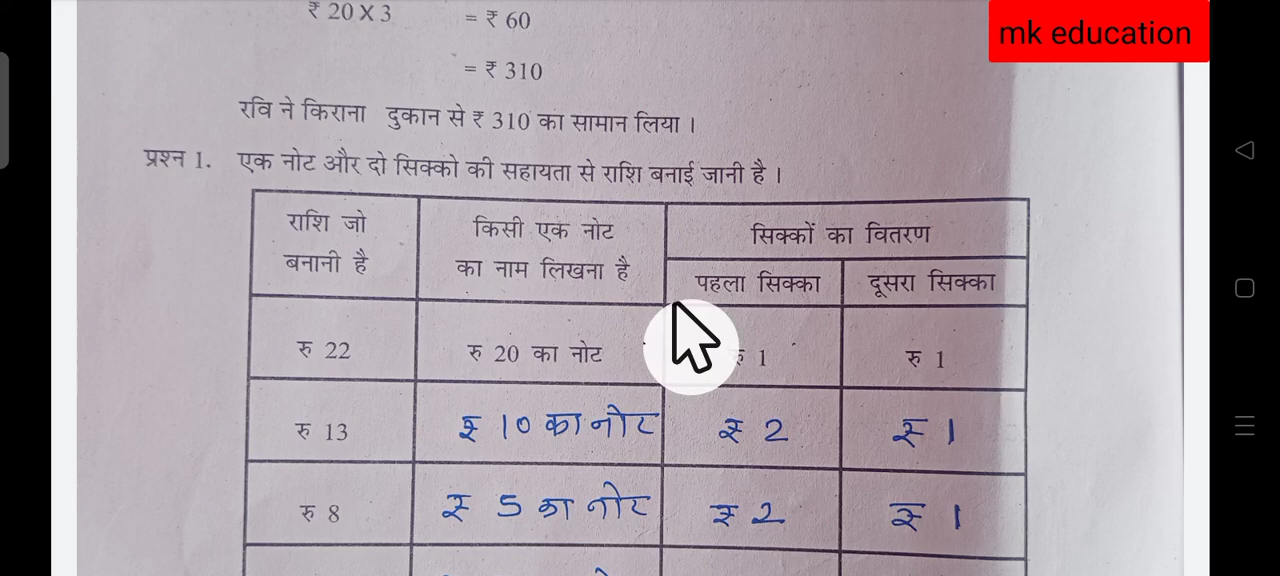 ₹ 20 X 3 = ₹ 60
mk education
= ₹ 310
रवि ने किराना दुकान से ₹ 310 का सामान लिया ।
प्रश्न 1. एक नोट और दो सिक्को की सहायता से राशि बनाई जानी है ।
राशि जो बनानी है किसी एक नोट का नाम लिखना है सिक्कों का वितरण
पहला सिक्का दूसरा सिक्का
रु 22 रु 20 का नोट रु 1 रु 1
रु 13 ₹ 10 का नोट ₹ 2 ₹ 1
रु 8 ₹ 5 का नोट ₹ 2 ₹ 1